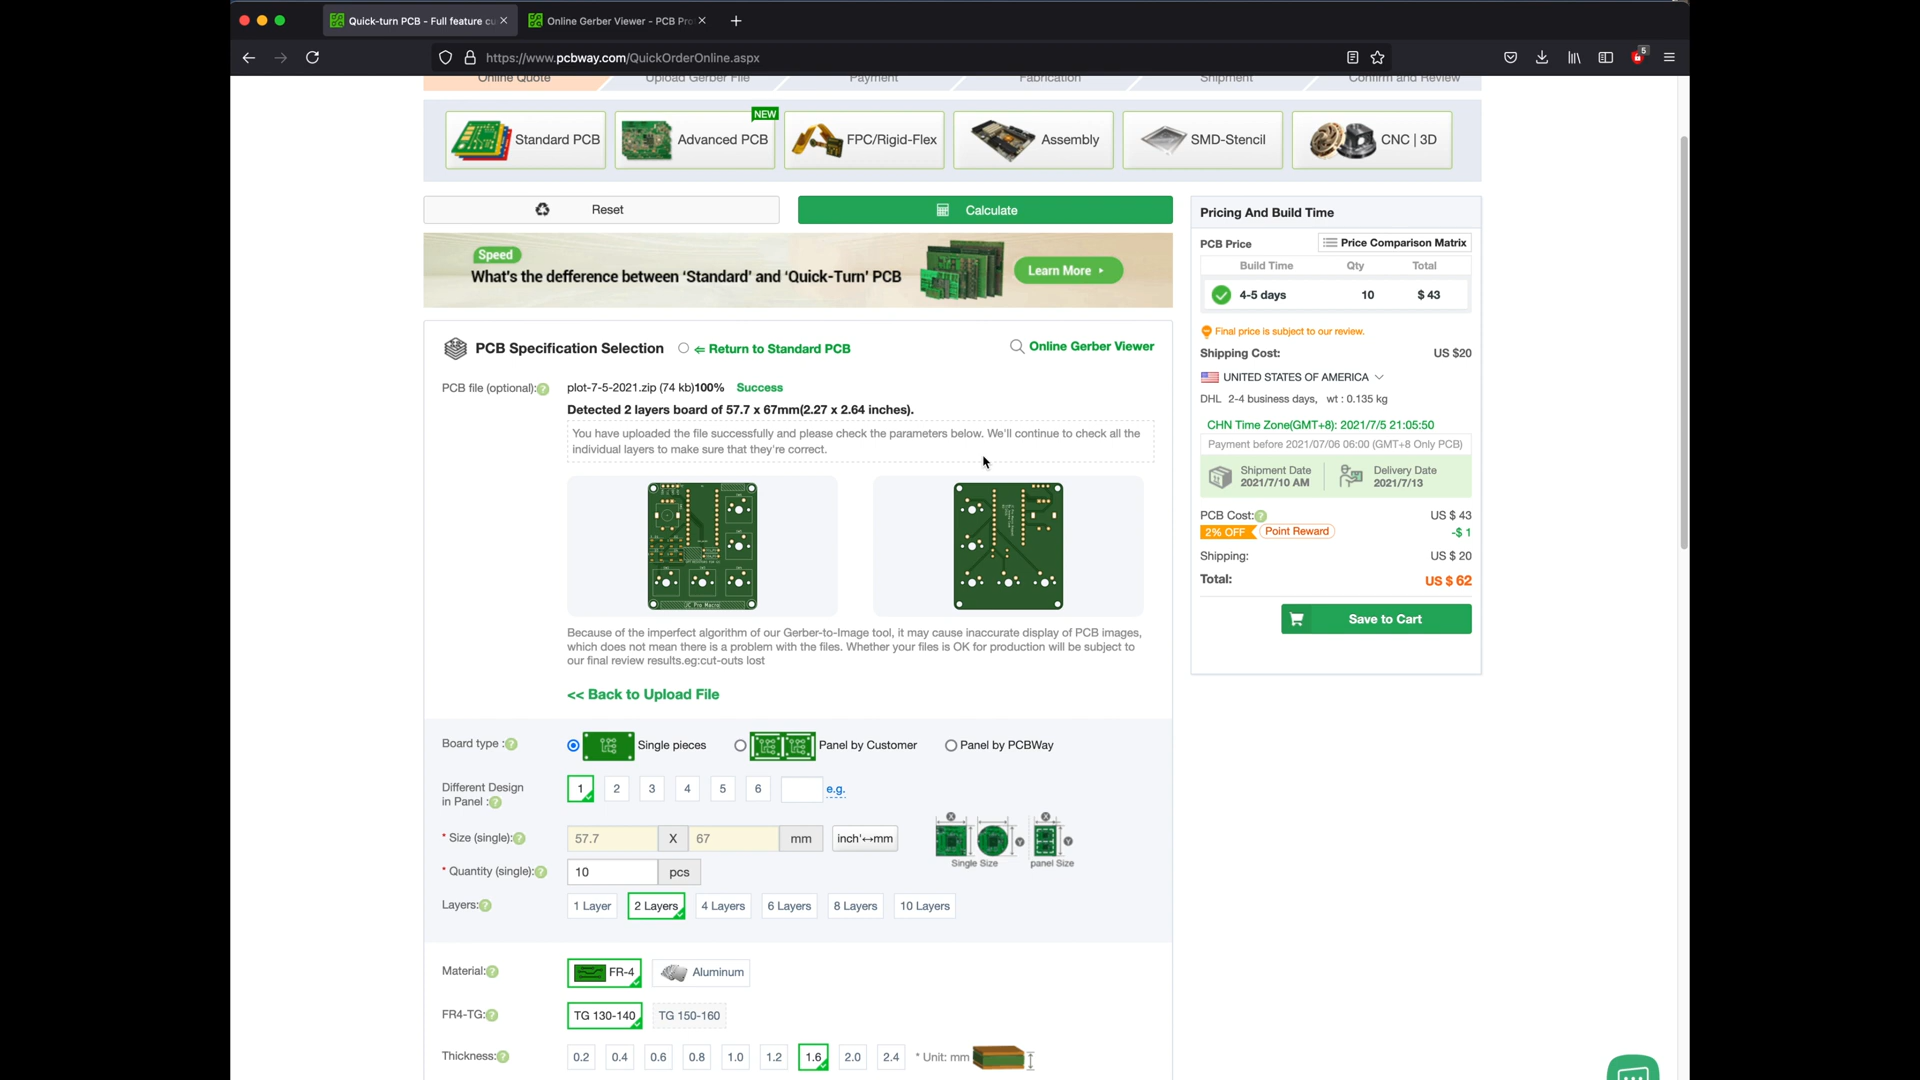 Quick-turn PCB - Full feature cu
Online Gerber Viewer - PCB Pro
https://www.pcbway.com/QuickOrderOnline.aspx
5
Online Quote
Upload Gerber File
Payment
Fabrication
Shipment
Confirm and Review
Standard PCB
NEW
Advanced PCB
FPC/Rigid-Flex
Assembly
SMD-Stencil
CNC | 3D
Reset
Calculate
Speed
What's the defference between 'Standard' and 'Quick-Turn' PCB
Learn More
PCB Specification Selection
⇐ Return to Standard PCB
Online Gerber Viewer
PCB file (optional):
plot-7-5-2021.zip (74 kb)100% Success
Detected 2 layers board of 57.7 x 67mm(2.27 x 2.64 inches).
You have uploaded the file successfully and please check the parameters below. We'll continue to check all the
individual layers to make sure that they're correct.
JC Pro Macro
Because of the imperfect algorithm of our Gerber-to-Image tool, it may cause inaccurate display of PCB images,
which does not mean there is a problem with the files. Whether your files is OK for production will be subject to
our final review results.eg:cut-outs lost
<< Back to Upload File
Board type :?
Single pieces
Panel by Customer
Panel by PCBWay
Different Design
in Panel :?
1 2 3 4 5 6 e.g.
* Size (single):?
57.7 X 67 mm inch'↔mm
X X
Y Y
Single Size
panel Size
* Quantity (single):?
10 pcs
Layers:?
1 Layer 2 Layers 4 Layers 6 Layers 8 Layers 10 Layers
Material:?
FR-4 Aluminum
FR4-TG:?
TG 130-140 TG 150-160
Thickness:?
0.2 0.4 0.6 0.8 1.0 1.2 1.6 2.0 2.4 * Unit: mm
Pricing And Build Time
PCB Price
Price Comparison Matrix
Build Time Qty Total
4-5 days 10 $ 43
Final price is subject to our review.
Shipping Cost: US $20
UNITED STATES OF AMERICA
DHL 2-4 business days, wt : 0.135 kg
CHN Time Zone(GMT+8): 2021/7/5 21:05:50
Payment before 2021/07/06 06:00 (GMT+8 Only PCB)
Shipment Date
2021/7/10 AM
Delivery Date
2021/7/13
PCB Cost:? US $ 43
2% OFF Point Reward -$ 1
Shipping: US $ 20
Total: US $ 62
Save to Cart